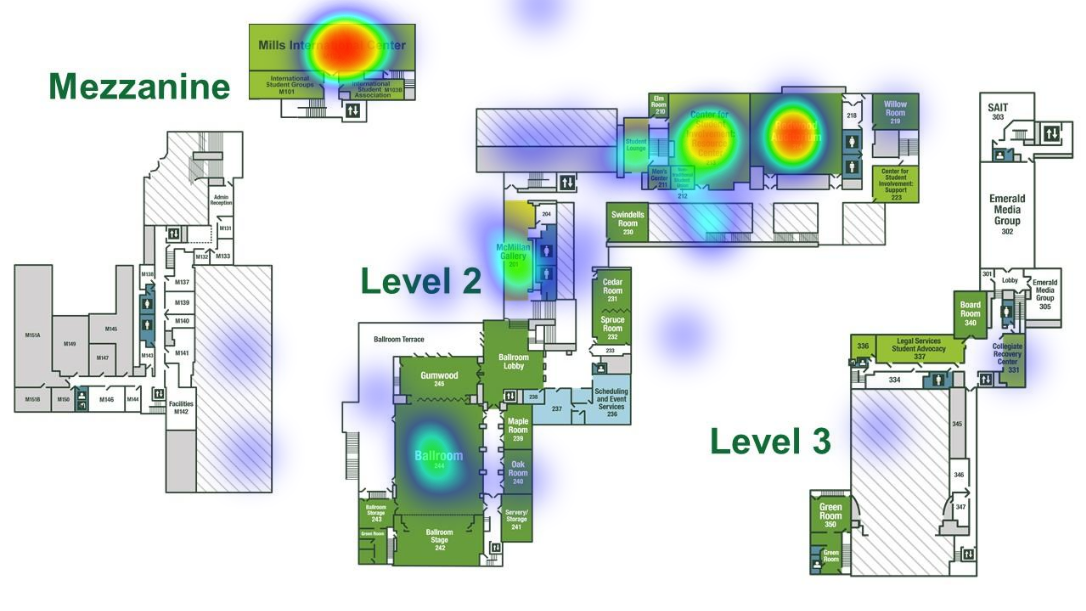 Mills International Center
Mezzanine
International
Student Groups
M101
International
Student
Association
M103B
Admin
Reception
M131
M132
M133
M138
M137
M139
M140
M141
M143
M151A
M149
M145
M147
M151B
M150
M146
M144
Facilities
M142
Level 2
Elm
Room
210
Center for
Student
Lounge
Men's
Center
211
212
218
Willow
Room
219
Center for
Student
Involvement:
Support
223
Swindells
Room
230
204
McMillan
Gallery
Cedar
Room
231
Spruce
Room
232
233
Ballroom Terrace
Ballroom
Lobby
Gumwood
245
Scheduling
and Event
Services
236
238
237
Maple
Room
239
Ballroom
244
Oak
Room
240
Servery/
Storage
241
Ballroom
Storage
243
Green Room
Ballroom
Stage
242
Level 3
SAIT
303
Emerald
Media
Group
302
301
Lobby
Emerald
Media
Group
305
Board
Room
340
336
Legal Services
Student Advocacy
337
Collegiate
Recovery
Center
331
334
345
346
347
Green
Room
350
Green
Room